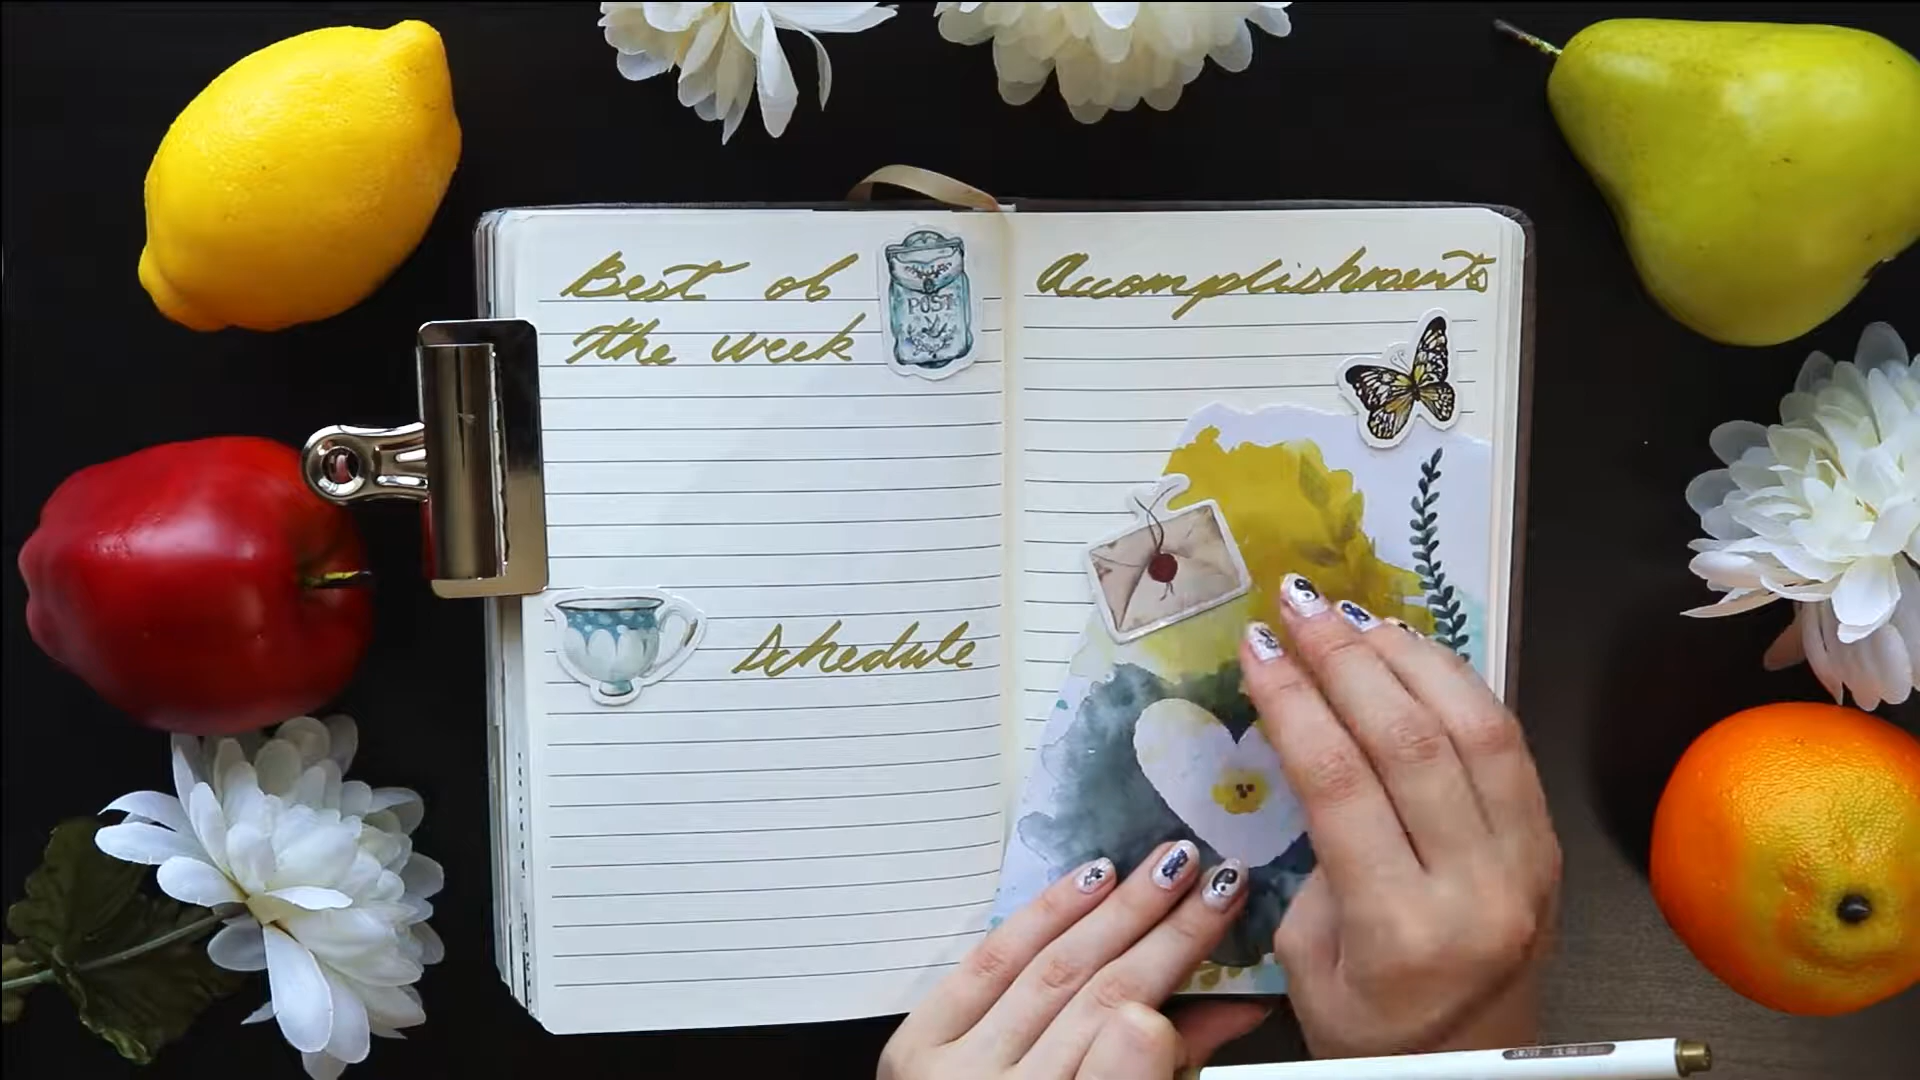 Best of
the week
POST
Schedule
Accomplishments